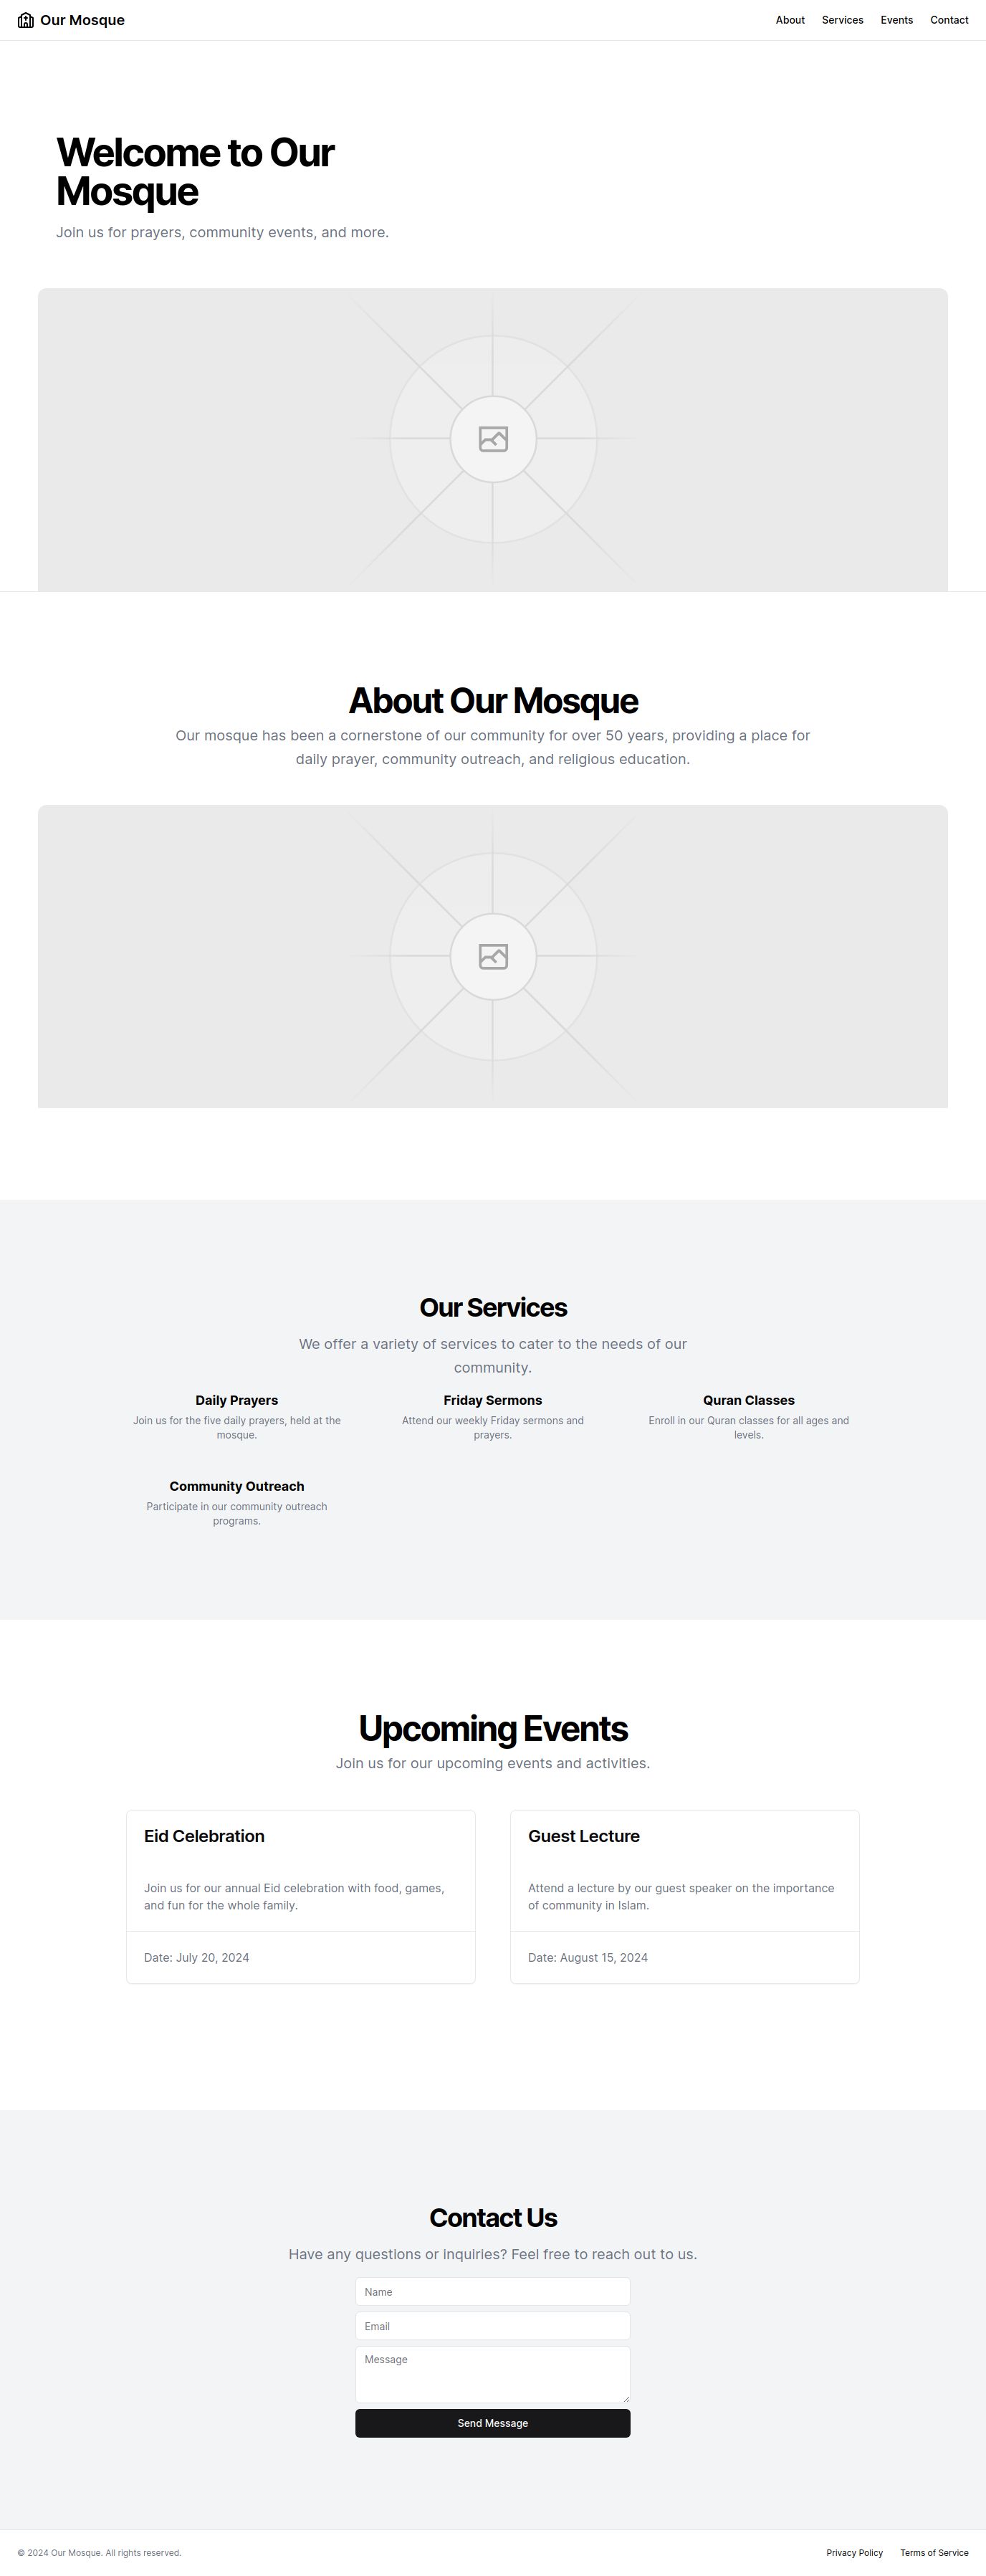 Our Mosque
About
Services
Events
Contact
Welcome to Our
Mosque
Join us for prayers, community events, and more.
About Our Mosque
Our mosque has been a cornerstone of our community for over 50 years, providing a place for
daily prayer, community outreach, and religious education.
Our Services
We offer a variety of services to cater to the needs of our
community.
Daily Prayers
Join us for the five daily prayers, held at the
mosque.
Friday Sermons
Attend our weekly Friday sermons and
prayers.
Quran Classes
Enroll in our Quran classes for all ages and
levels.
Community Outreach
Participate in our community outreach
programs.
Upcoming Events
Join us for our upcoming events and activities.
Eid Celebration
Join us for our annual Eid celebration with food, games,
and fun for the whole family.
Date: July 20, 2024
Guest Lecture
Attend a lecture by our guest speaker on the importance
of community in Islam.
Date: August 15, 2024
Contact Us
Have any questions or inquiries? Feel free to reach out to us.
Name
Email
Message
Send Message
© 2024 Our Mosque. All rights reserved.
Privacy Policy
Terms of Service